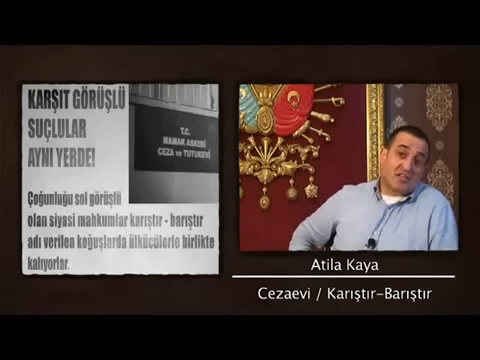 KARŞIT GÖRÜŞLÜ
SUÇLULAR
AYNI YERDE!
T.C.
MAMAK ASKERİ
CEZA ve TUTUKEVİ
Çoğunluğu sol görüşlü
olan siyasi mahkumlar karıştır - barıştır
adı verilen koğuşlarda ülkücülerle birlikte
kalıyorlar.
Atila Kaya
Cezaevi / Karıştır-Barıştır